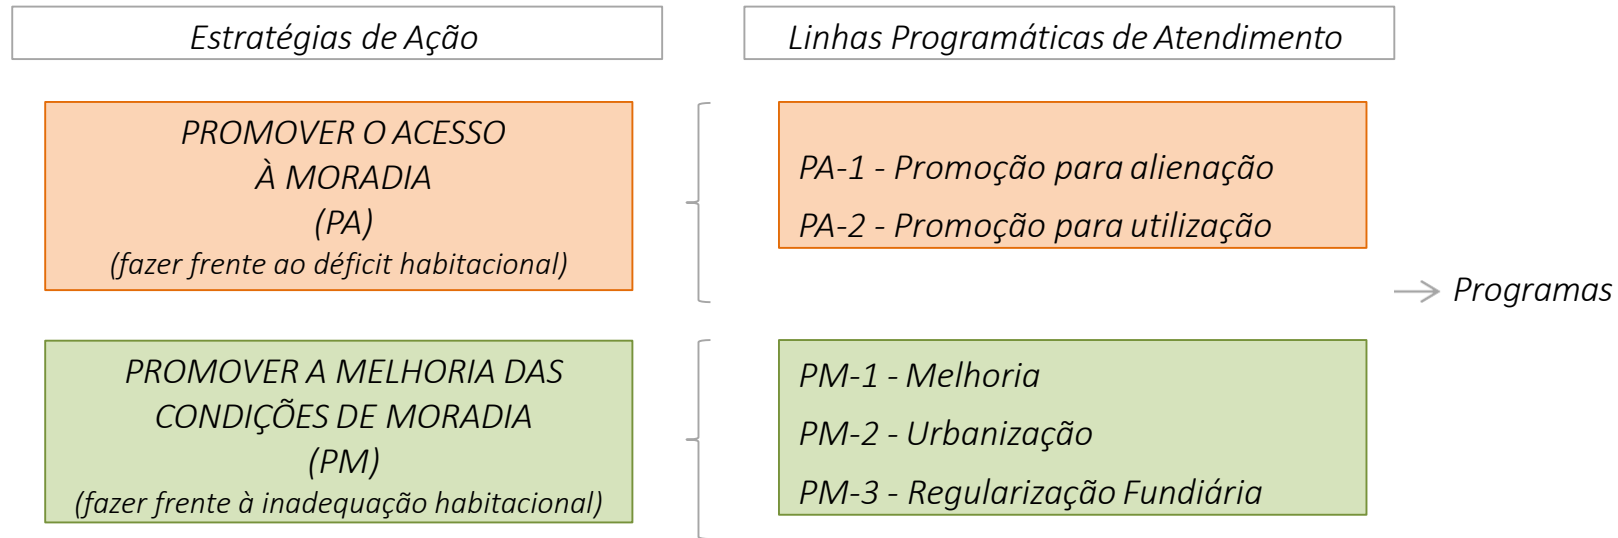 Estratégias de Ação
Linhas Programáticas de Atendimento
PROMOVER O ACESSO
À MORADIA
(PA)
(fazer frente ao déficit habitacional)
PA-1 - Promoção para alienação
PA-2 - Promoção para utilização
Programas
PROMOVER A MELHORIA DAS
CONDIÇÕES DE MORADIA
(PM)
(fazer frente à inadequação habitacional)
PM-1 - Melhoria
PM-2 - Urbanização
PM-3 - Regularização Fundiária